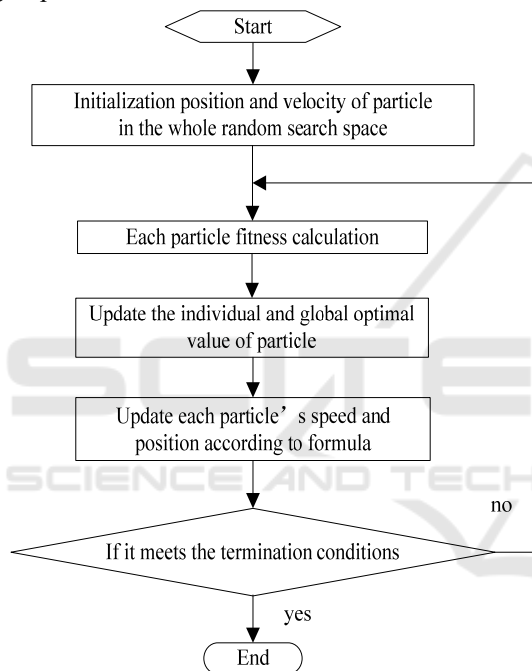 Start
Initialization position and velocity of particle
in the whole random search space
Each particle fitness calculation
Update the individual and global optimal
value of particle
Update each particle’s speed and
position according to formula
SCITE
SCIENCE AND TECH
no
If it meets the termination conditions
yes
End